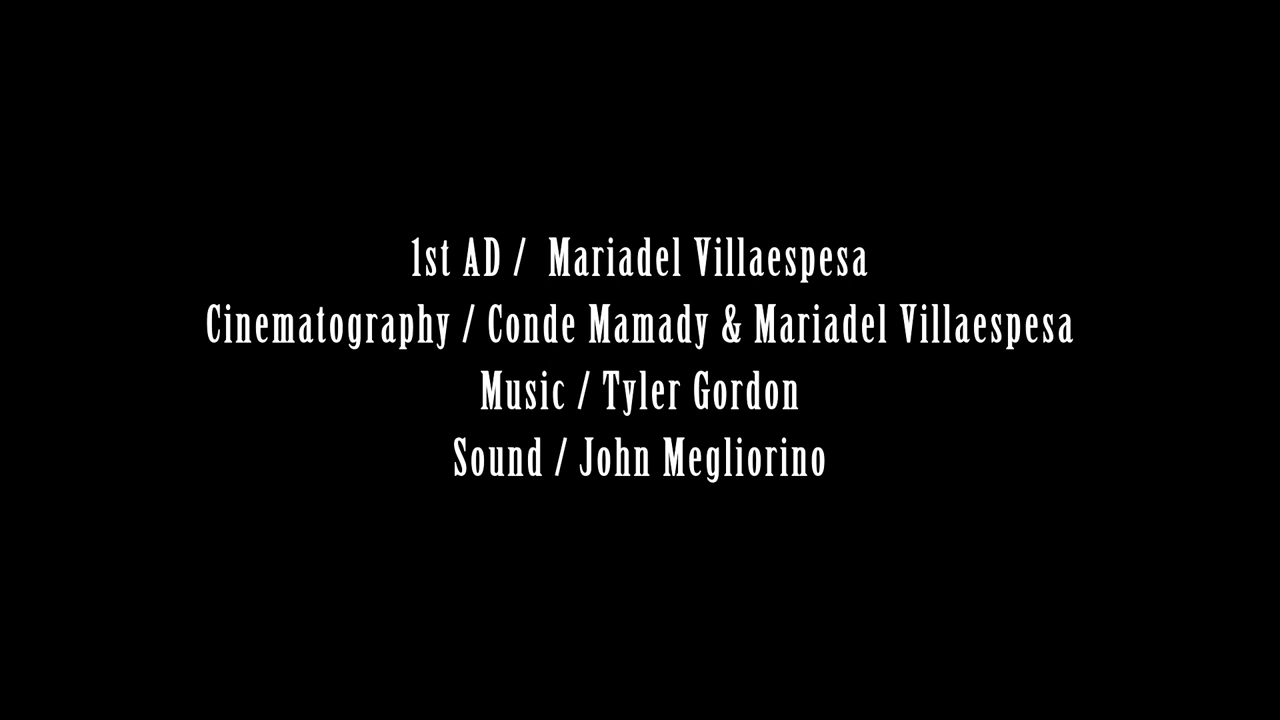 1st AD / Mariadel Villaespesa
Cinematography / Conde Mamady & Mariadel Villaespesa
Music / Tyler Gordon
Sound / John Megliorino